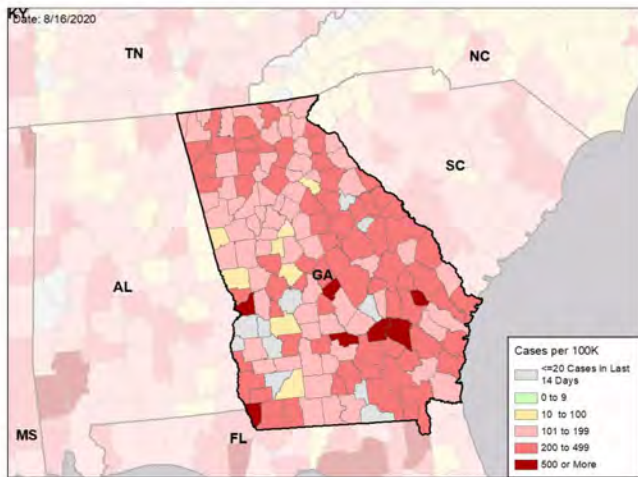 KY
Date: 8/16/2020
TN
NC
SC
GA
AL
MS
FL
Cases per 100K
<=20 Cases in Last
14 Days
0 to 9
10 to 100
101 to 199
200 to 499
500 or More